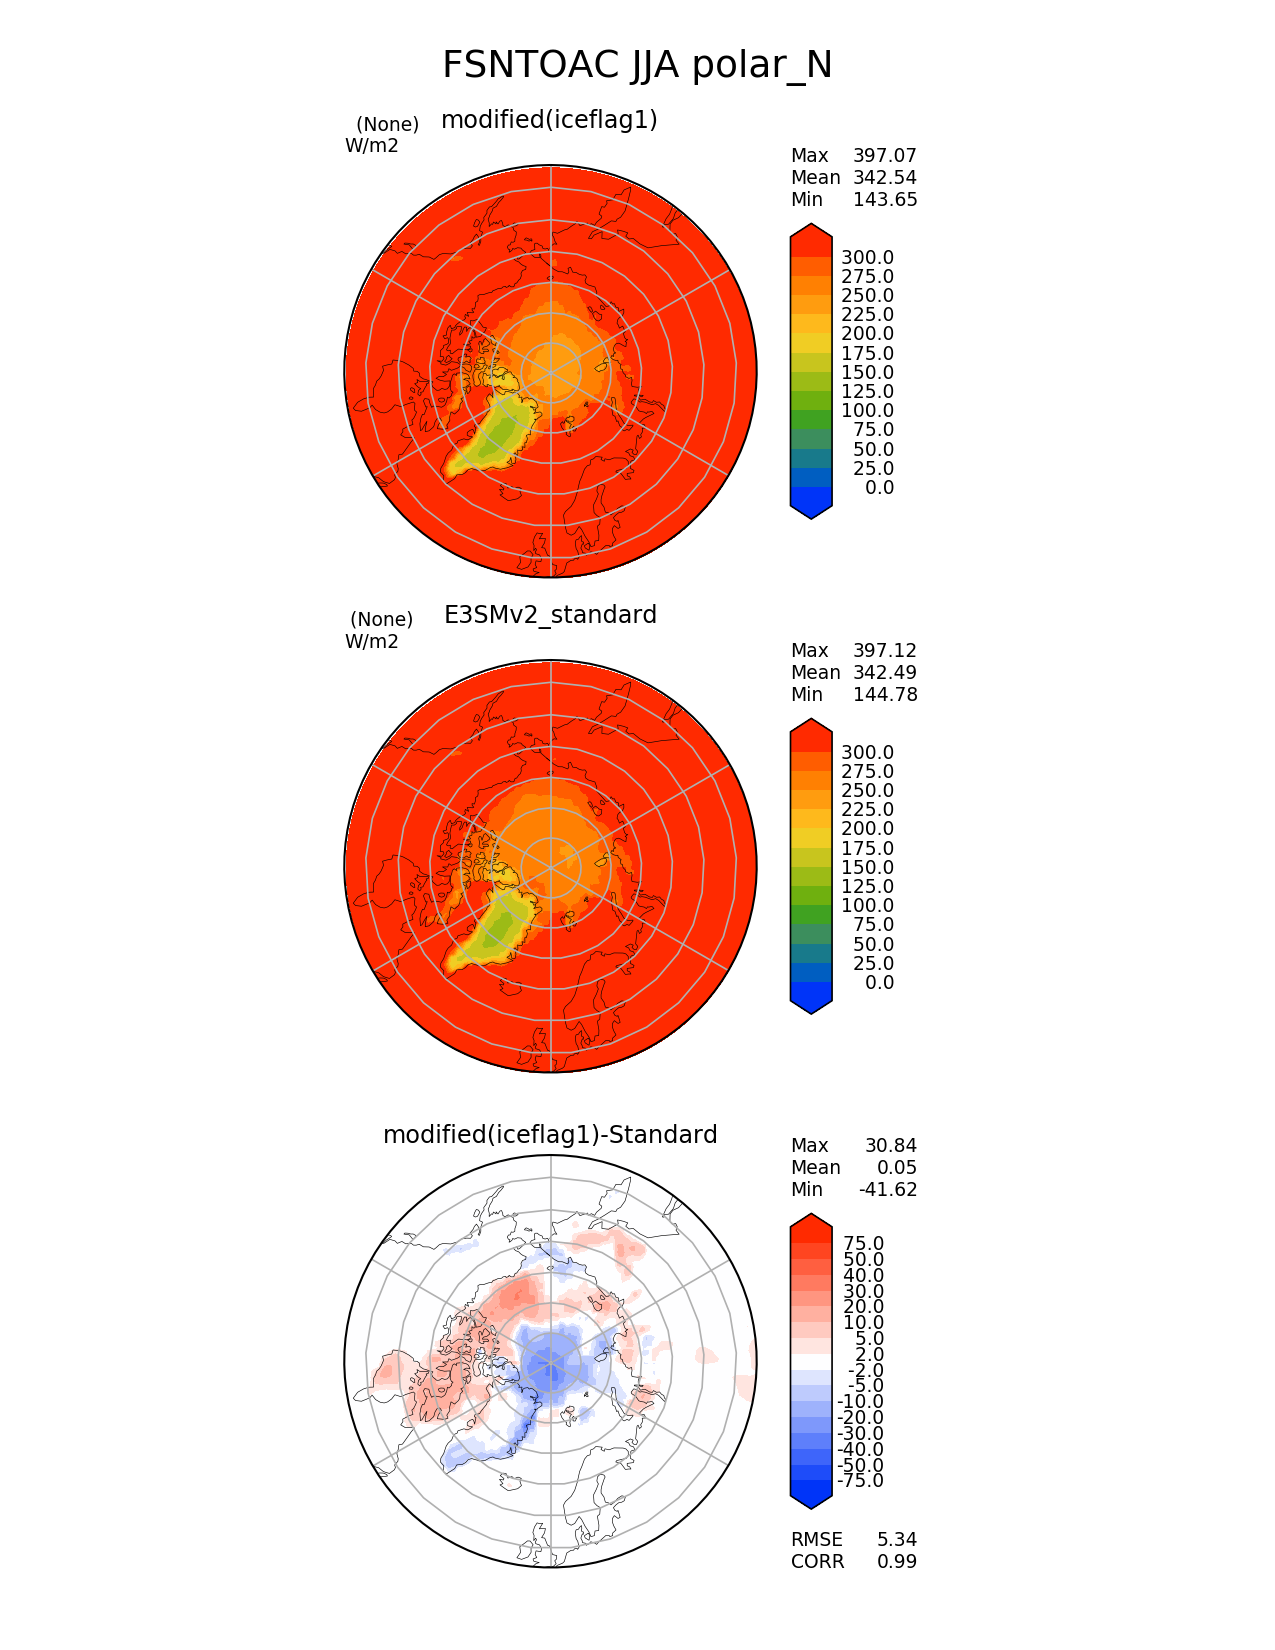 FSNTOAC JJA polar_N
(None) modified(iceflag1)
W/m2
Max 397.07
Mean 342.54
Min 143.65
300.0
275.0
250.0
225.0
200.0
175.0
150.0
125.0
100.0
75.0
50.0
25.0
0.0
(None) E3SMv2_standard
W/m2
Max 397.12
Mean 342.49
Min 144.78
300.0
275.0
250.0
225.0
200.0
175.0
150.0
125.0
100.0
75.0
50.0
25.0
0.0
modified(iceflag1)-Standard
Max 30.84
Mean 0.05
Min -41.62
75.0
50.0
40.0
30.0
20.0
10.0
5.0
2.0
-2.0
-5.0
-10.0
-20.0
-30.0
-40.0
-50.0
-75.0
RMSE 5.34
CORR 0.99